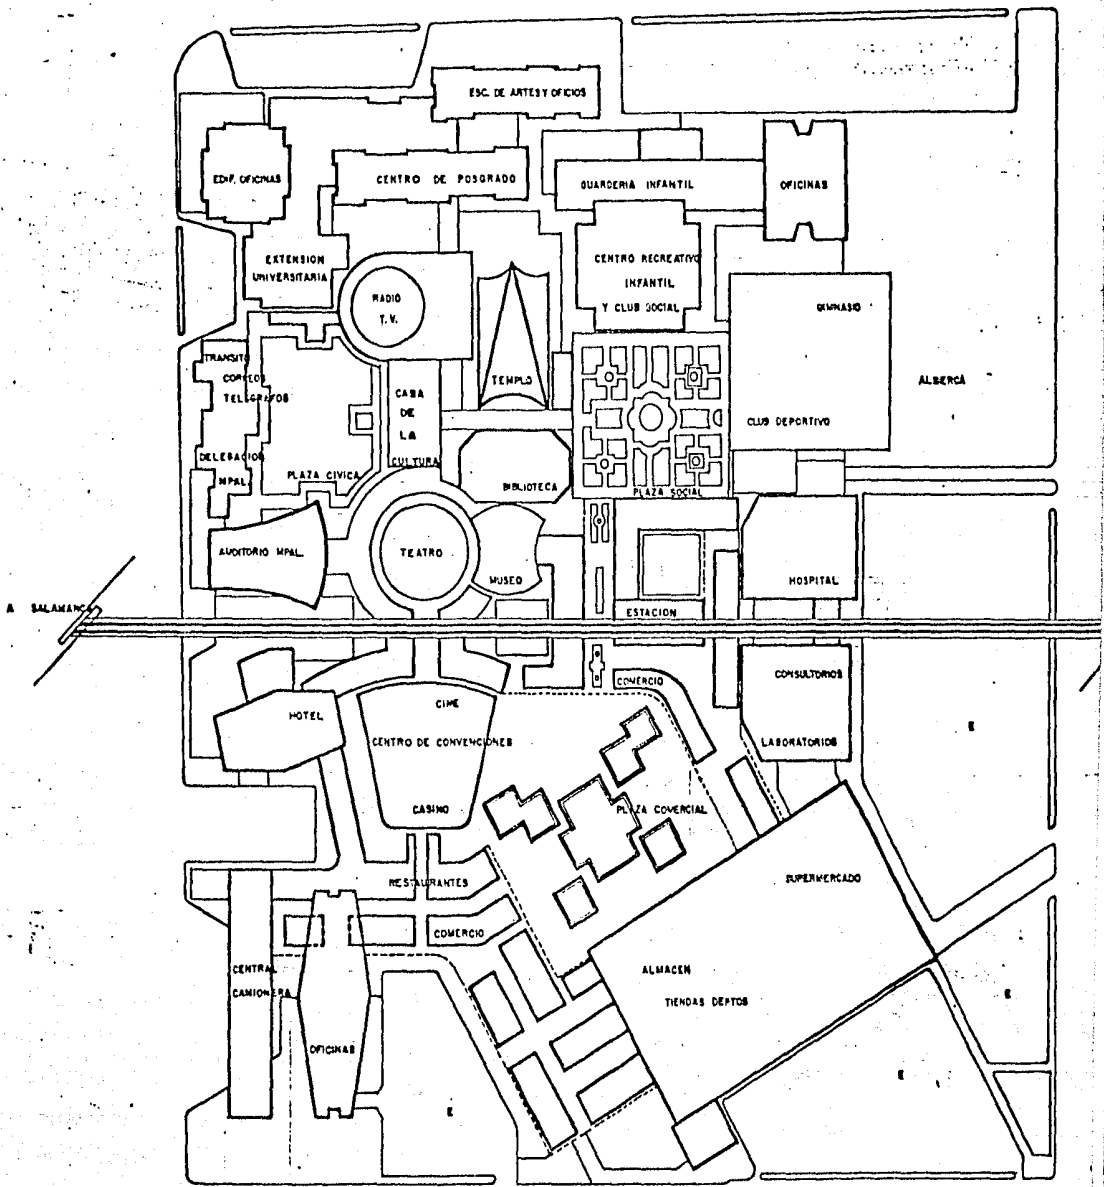 ESC. DE ARTES Y OFICIOS
EDIF. OFICINAS
CENTRO DE POSGRADO
GUARDERIA INFANTIL
OFICINAS
EXTENSION
UNIVERSITARIA
RADIO
T.V.
CENTRO RECREATIVO
INFANTIL
Y CLUB SOCIAL
GIMNASIO
TRANSITO
CORREOS
TELEGRAFOS
CASA
DE
LA
CULTURA
TEMPLO
ALBERCA
CLUB DEPORTIVO
DELEGACION
MPAL.
PLAZA CIVICA
BIBLIOTECA
PLAZA SOCIAL
AUDITORIO MPAL.
TEATRO
MUSEO
HOSPITAL
A SALAMANCA
ESTACION
COMERCIO
CONSULTORIOS
HOTEL
CINE
CENTRO DE CONVENCIONES
LABORATORIOS
E
CASINO
PLAZA COMERCIAL
RESTAURANTES
SUPERMERCADO
COMERCIO
CENTRAL
CAMIONERA
ALMACEN
TIENDAS DEPTOS
E
OFICINAS
E
E